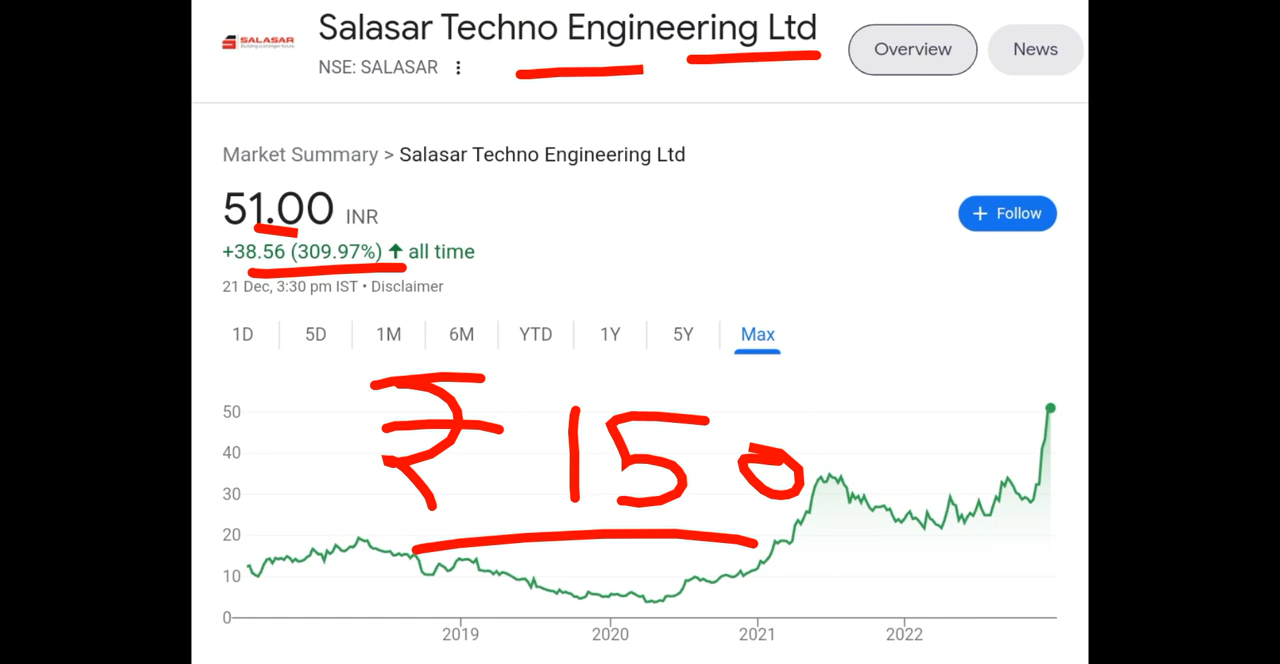 Salasar Techno Engineering Ltd
SALASAR
NSE: SALASAR
Overview
News
Market Summary > Salasar Techno Engineering Ltd
51.00 INR
+ Follow
+38.56 (309.97%) ↑ all time
21 Dec, 3:30 pm IST • Disclaimer
1D 5D 1M 6M YTD 1Y 5Y Max
₹150
50
40
30
20
10
0
2019 2020 2021 2022